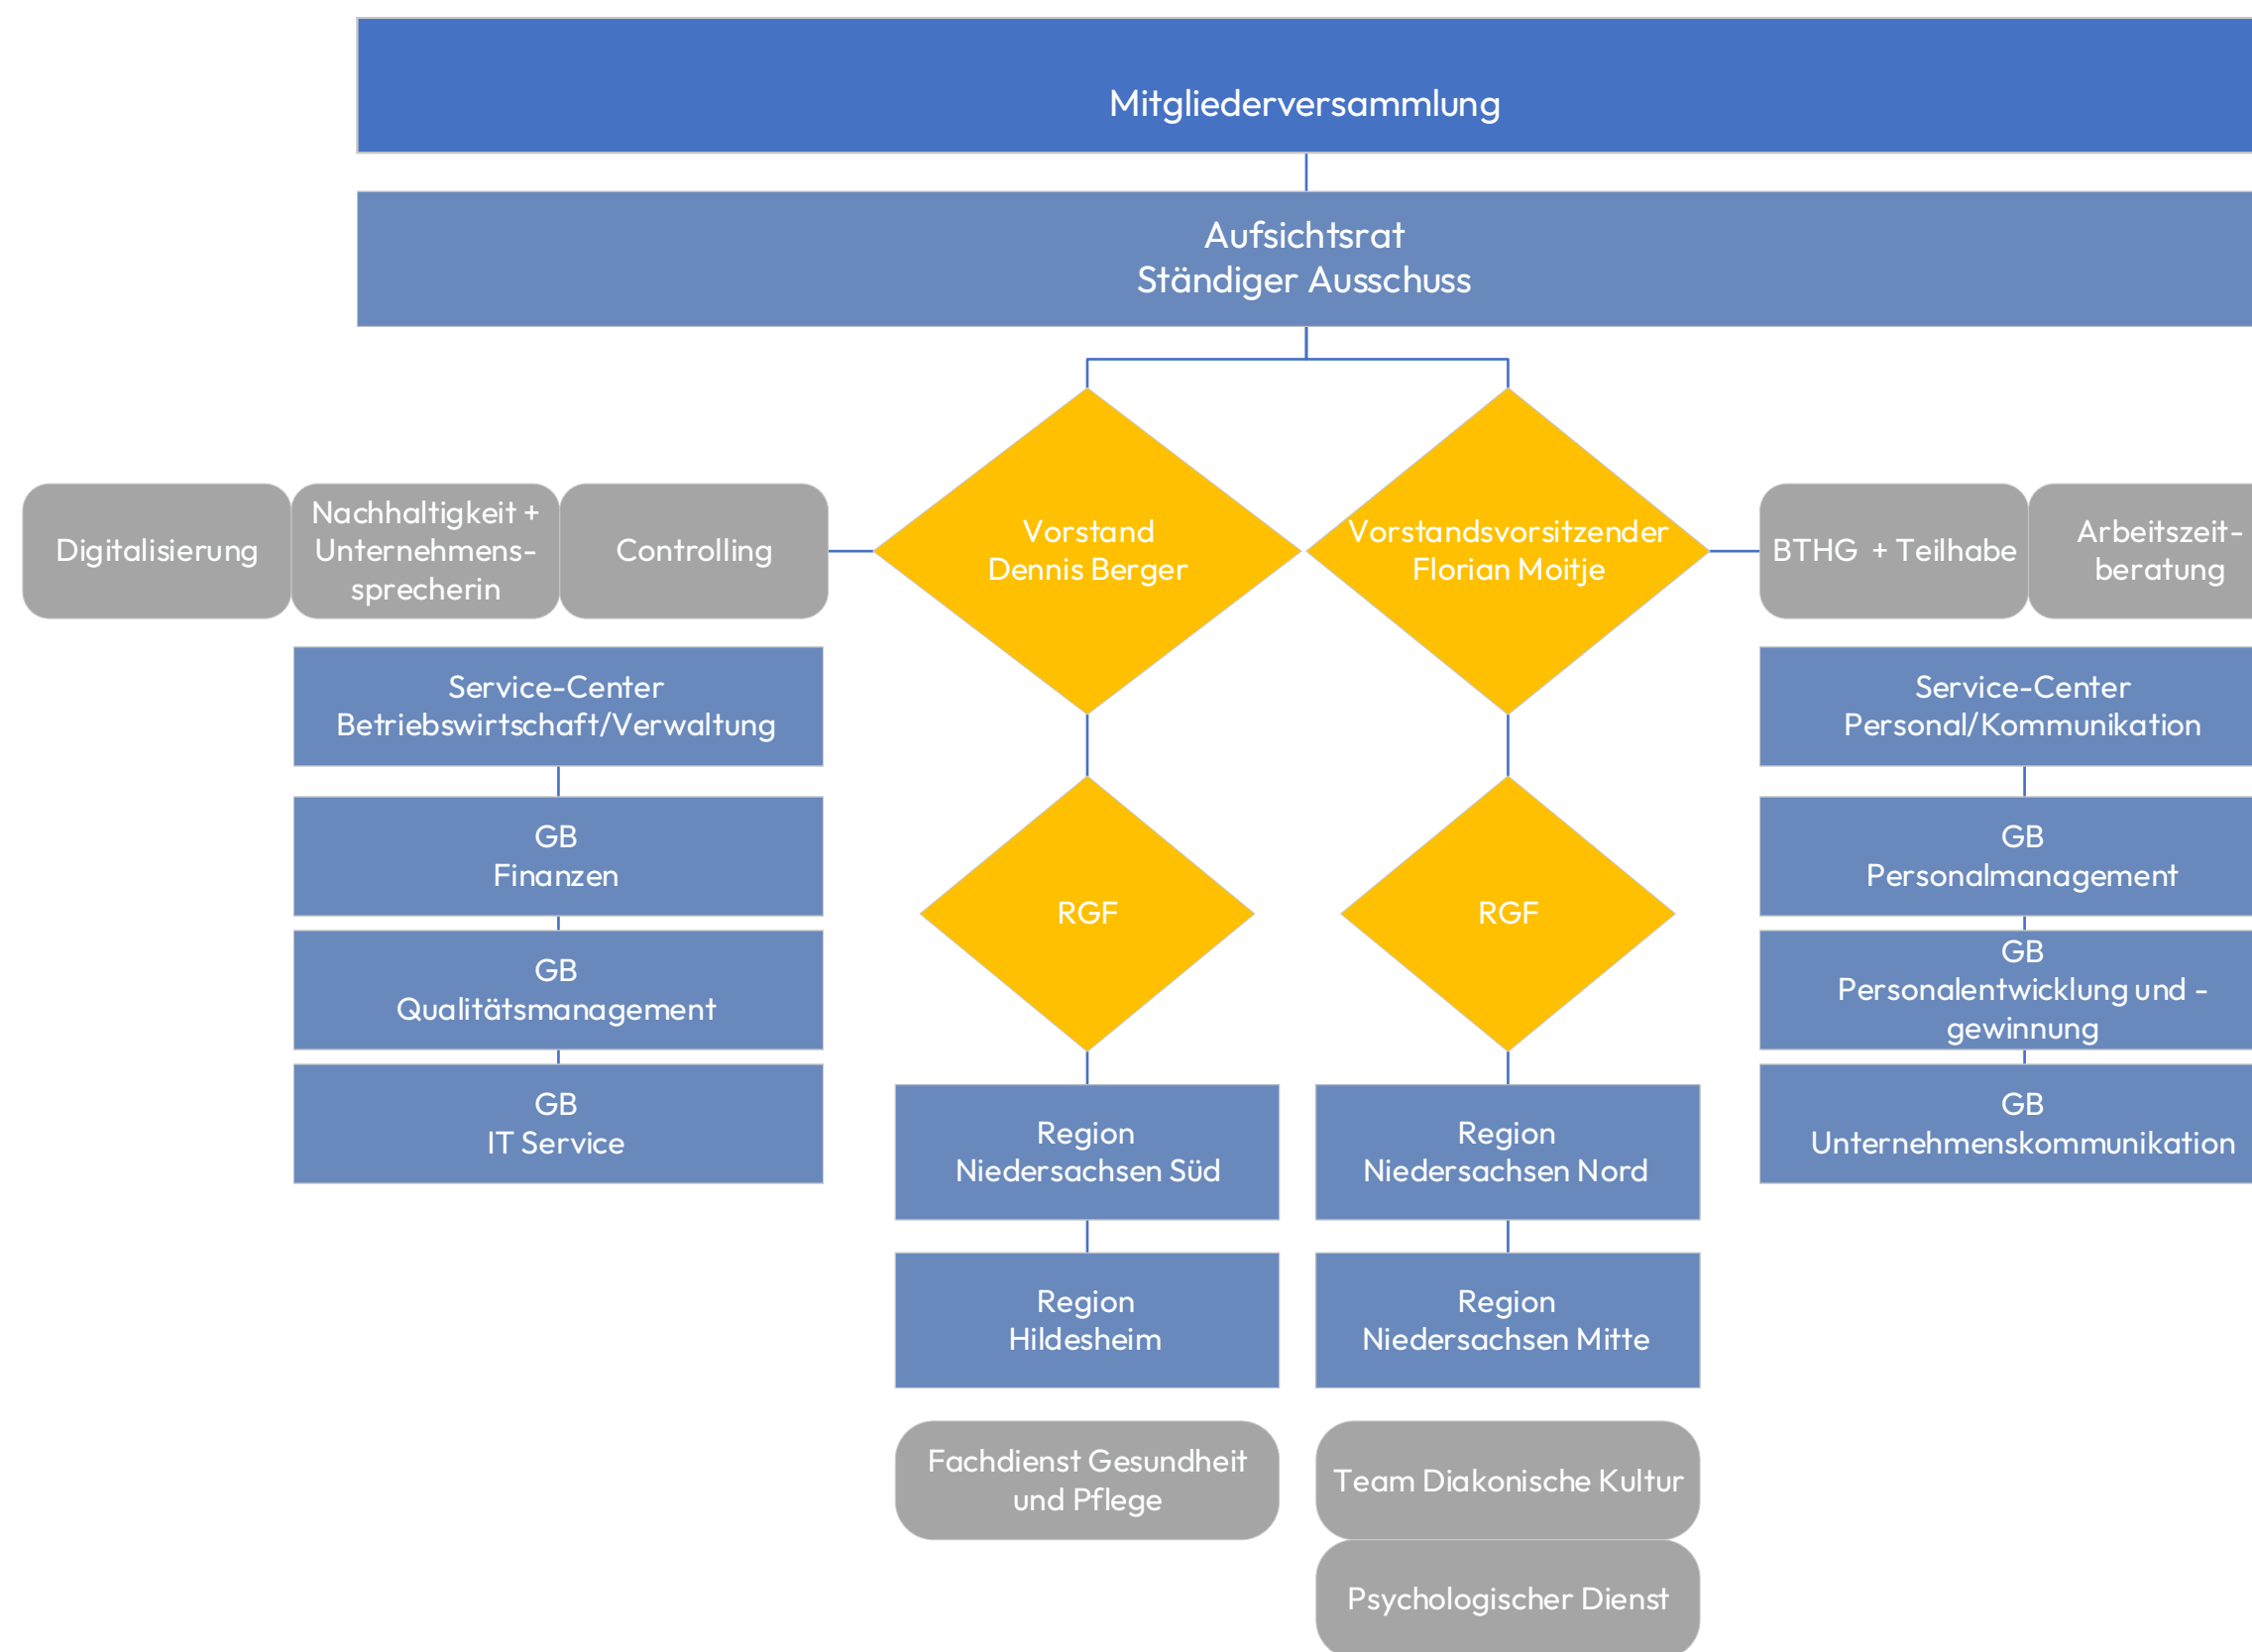 Mitgliederversammlung
Aufsichtsrat
Ständiger Ausschuss
Digitalisierung
Nachhaltigkeit +
Unternehmens-
sprecherin
Controlling
Vorstand
Dennis Berger
Vorstandsvorsitzender
Florian Moitje
BTHG + Teilhabe
Arbeitszeit-
beratung
Service-Center
Betriebswirtschaft/Verwaltung
GB
Finanzen
GB
Qualitätsmanagement
GB
IT Service
RGF
RGF
Service-Center
Personal/Kommunikation
GB
Personalmanagement
GB
Personalentwicklung und -
gewinnung
GB
Unternehmenskommunikation
Region
Niedersachsen Süd
Region
Niedersachsen Nord
Region
Hildesheim
Region
Niedersachsen Mitte
Fachdienst Gesundheit
und Pflege
Team Diakonische Kultur
Psychologischer Dienst